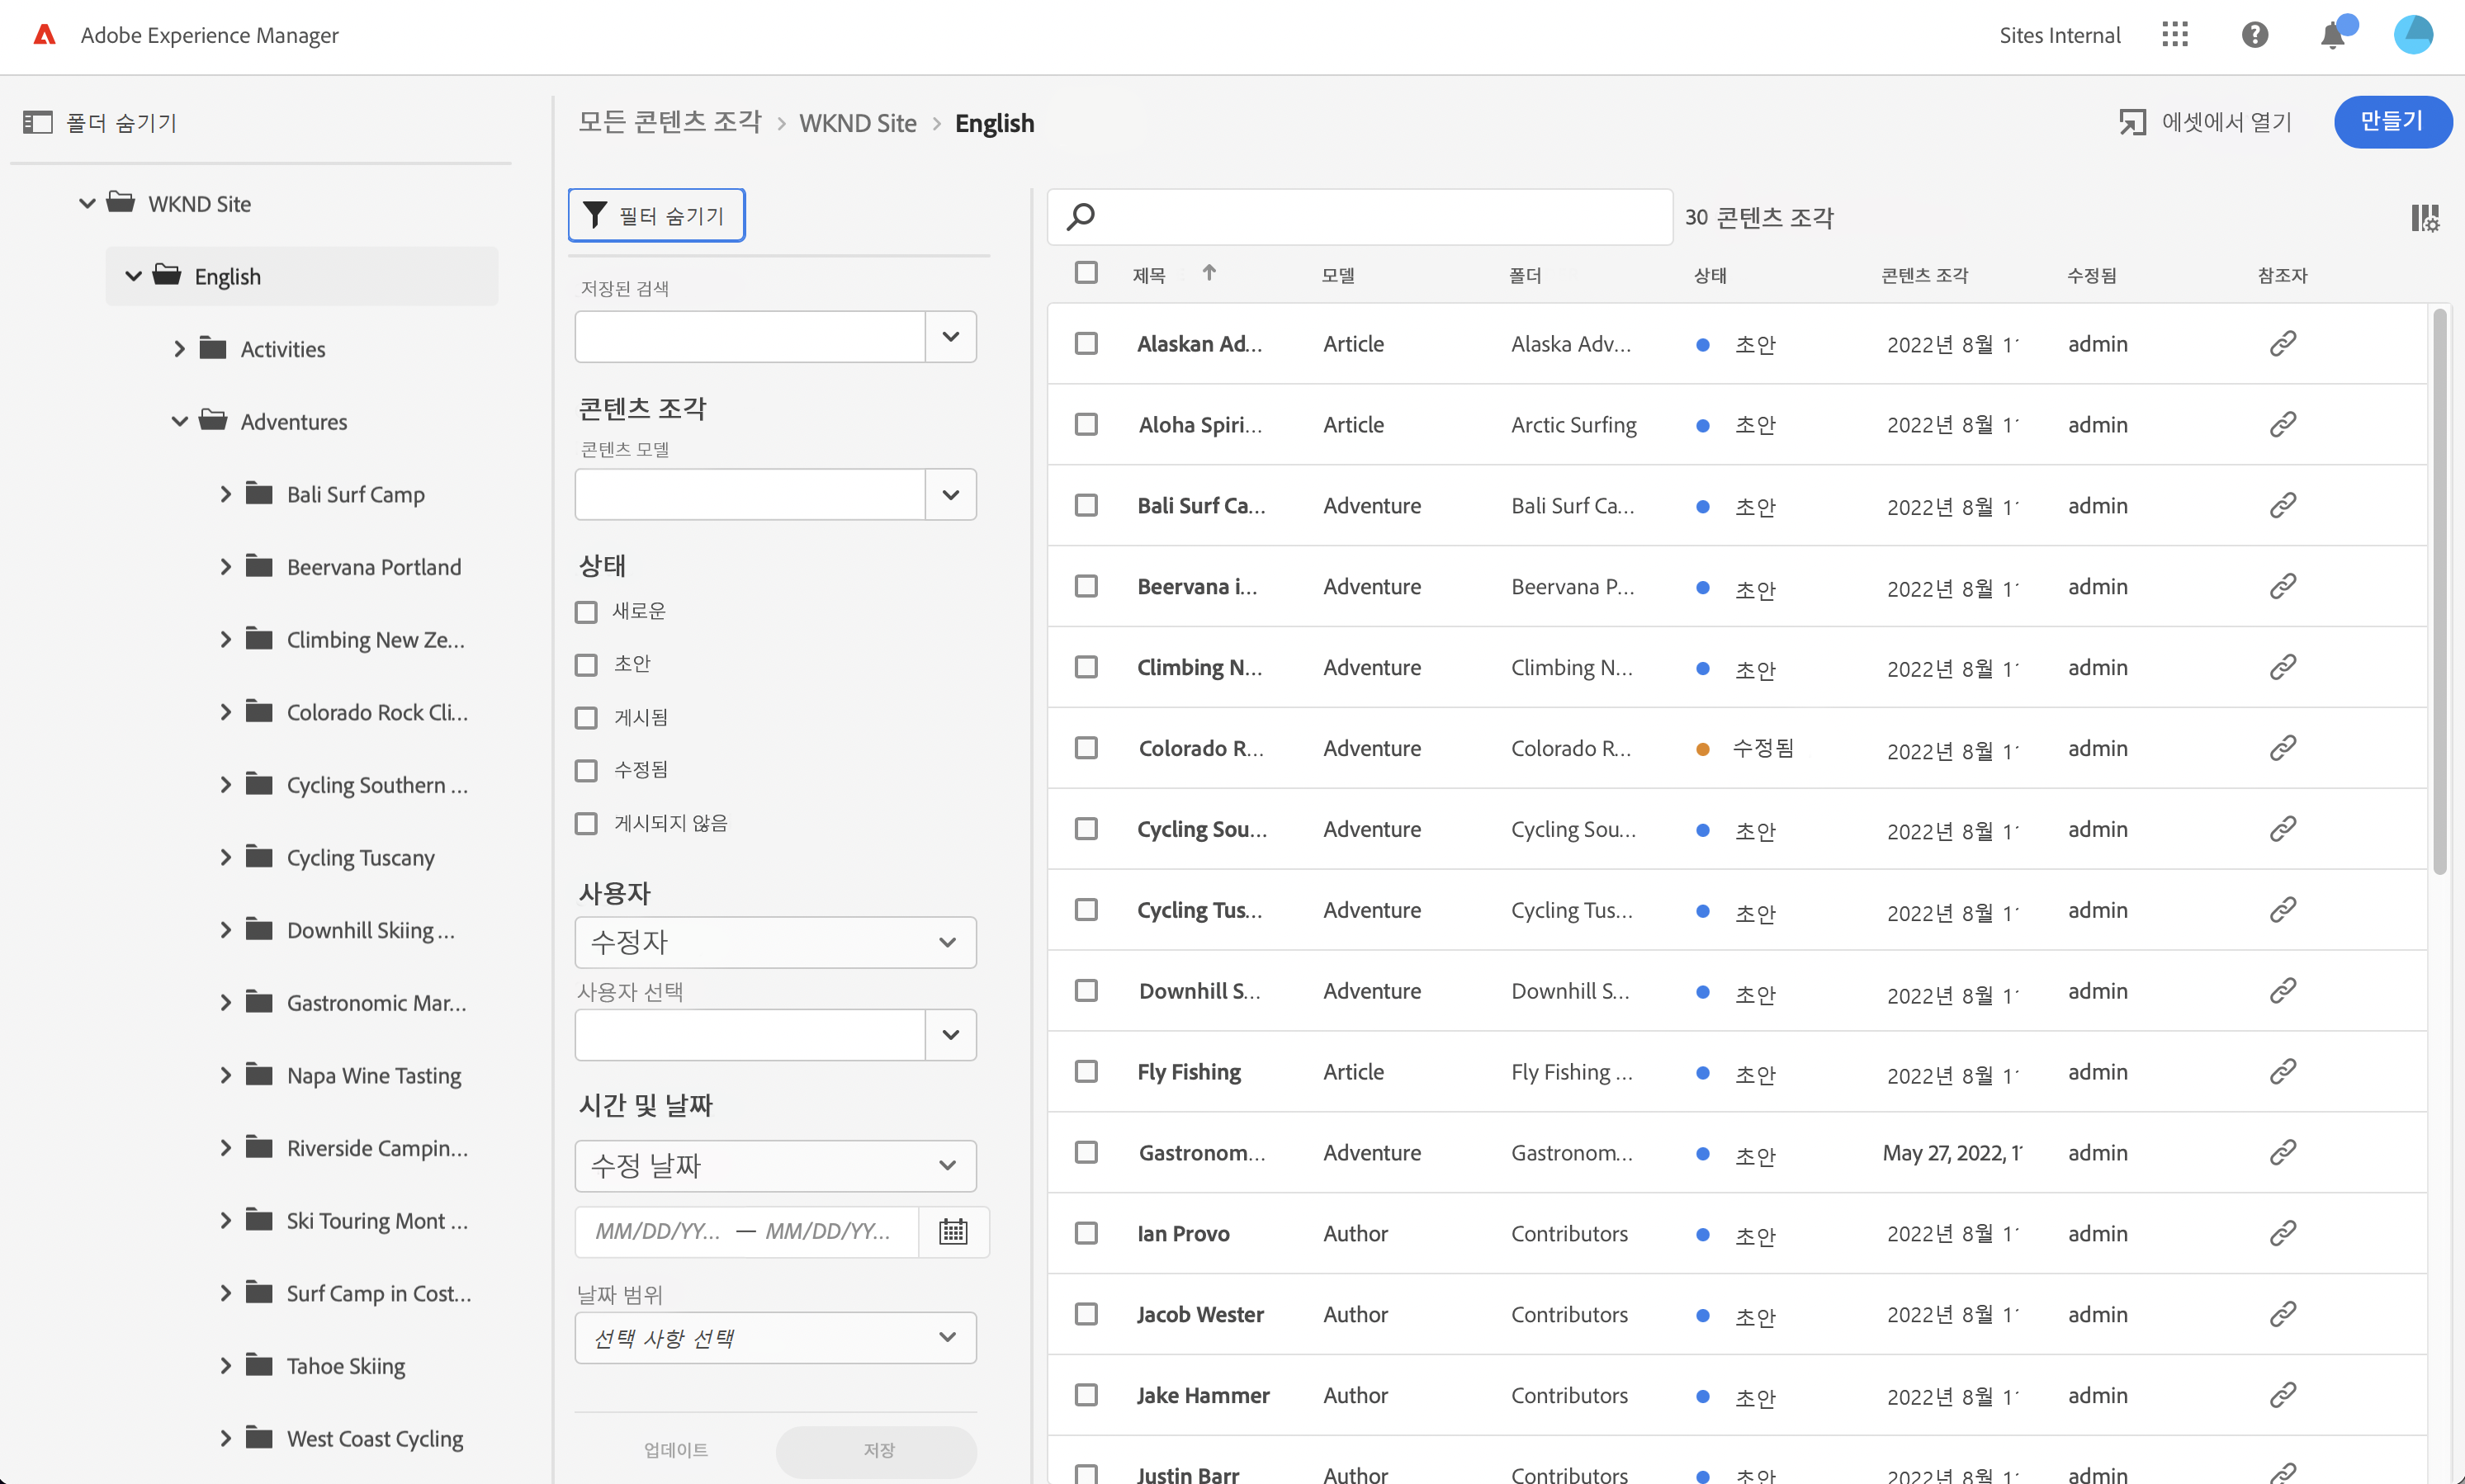 Adobe Experience Manager
Sites Internal
폴더 숨기기
모든 콘텐츠 조각 > WKND Site > English
에셋에서 열기
만들기
WKND Site
English
Activities
Adventures
Bali Surf Camp
Beervana Portland
Climbing New Ze...
Colorado Rock Cli...
Cycling Southern ...
Cycling Tuscany
Downhill Skiing ...
Gastronomic Mar...
Napa Wine Tasting
Riverside Campin...
Ski Touring Mont ...
Surf Camp in Cost...
Tahoe Skiing
West Coast Cycling
필터 숨기기
저장된 검색
콘텐츠 조각
콘텐츠 모델
상태
새로운
초안
게시됨
수정됨
게시되지 않음
사용자
수정자
사용자 선택
시간 및 날짜
수정 날짜
MM/DD/YY... — MM/DD/YY...
날짜 범위
선택 사항 선택
업데이트 저장
30 콘텐츠 조각
제목 모델 폴더 상태 콘텐츠 조각 수정됨 참조자
Alaskan Ad... Article Alaska Adv... 초안 2022년 8월 1 admin
Aloha Spiri... Article Arctic Surfing 초안 2022년 8월 1 admin
Bali Surf Ca... Adventure Bali Surf Ca... 초안 2022년 8월 1 admin
Beervana i... Adventure Beervana P... 초안 2022년 8월 1 admin
Climbing N... Adventure Climbing N... 초안 2022년 8월 1 admin
Colorado R... Adventure Colorado R... 수정됨 2022년 8월 1 admin
Cycling Sou... Adventure Cycling Sou... 초안 2022년 8월 1 admin
Cycling Tus... Adventure Cycling Tus... 초안 2022년 8월 1 admin
Downhill S... Adventure Downhill S... 초안 2022년 8월 1 admin
Fly Fishing Article Fly Fishing ... 초안 2022년 8월 1 admin
Gastronom... Adventure Gastronom... 초안 May 27, 2022, 1 admin
Ian Provo Author Contributors 초안 2022년 8월 1 admin
Jacob Wester Author Contributors 초안 2022년 8월 1 admin
Jake Hammer Author Contributors 초안 2022년 8월 1 admin
Justin Barr Author Contributors 초안 2022년 8월 1 admin